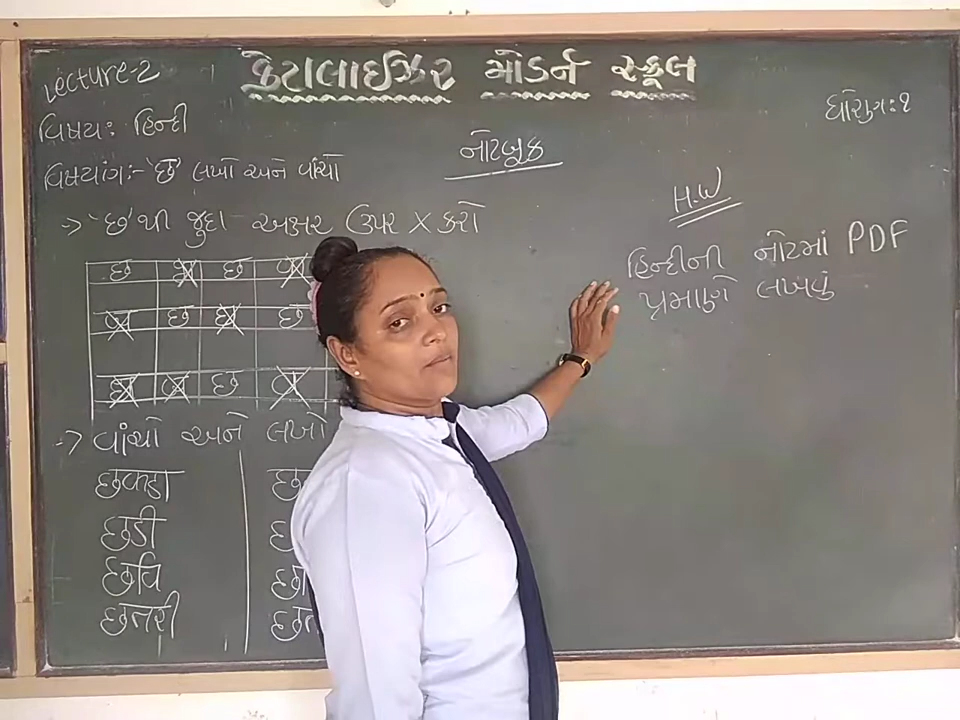 Lecture-2
કેટાલાઈઝર મોડર્ન સ્કૂલ
ધોરણ: ૧
વિષય: હિન્દી
નોટબૂક
વિષયાંગ:- 'छ' લખો અને વાંચો
→ 'छ' થી જુદા અક્ષર ઉપર X કરો
छ छ
छ छ
छ
→ વાંચો અને લખો
छकडा
छडी
छवि
छतरी
H.W
હિન્દીની નોટમાં PDF
પ્રમાણે લખવું